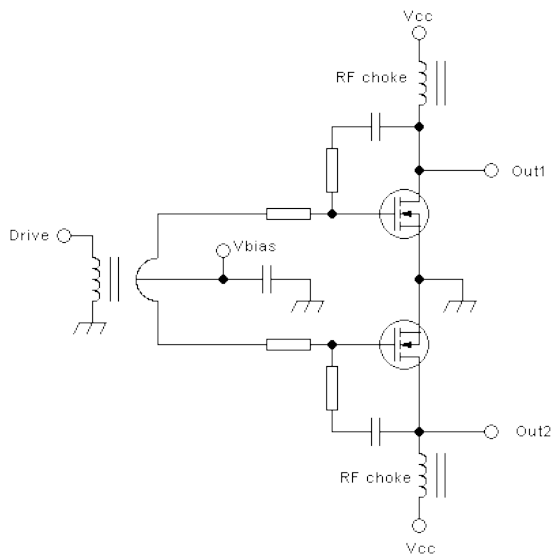 Vcc
RF choke
Out1
Drive
Vbias
Out2
RF choke
Vcc